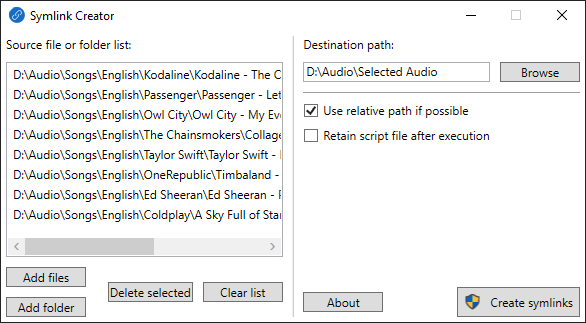 Symlink Creator
Source file or folder list:
D:\Audio\Songs\English\Kodaline\Kodaline - The C
D:\Audio\Songs\English\Passenger\Passenger - Let
D:\Audio\Songs\English\Owl City\Owl City - My Eve
D:\Audio\Songs\English\The Chainsmokers\Collage
D:\Audio\Songs\English\Taylor Swift\Taylor Swift -
D:\Audio\Songs\English\OneRepublic\Timbaland -
D:\Audio\Songs\English\Ed Sheeran\Ed Sheeran -
D:\Audio\Songs\English\Coldplay\A Sky Full of Star
Add files
Add folder
Delete selected
Clear list
Destination path:
D:\Audio\Selected Audio
Browse
Use relative path if possible
Retain script file after execution
About
Create symlinks